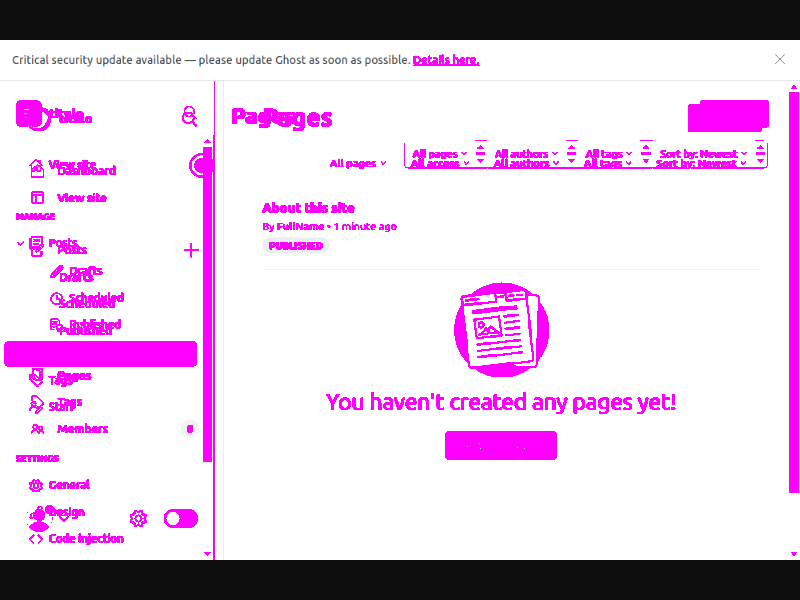 Critical security update available — please update Ghost as soon as possible. Details here.
Pages
View site
Dashboard
View site
MANAGE
Posts
Posts
Drafts
Drafts
Scheduled
Scheduled
Published
Published
Pages
Tags
Tags
Staff
Members 0
SETTINGS
General
Design
Code injection
Pages
All pages
All pages All authors All tags Sort by: Newest
All access All authors All tags Sort by: Newest
About this site
By FullName • 1 minute ago
PUBLISHED
You haven't created any pages yet!